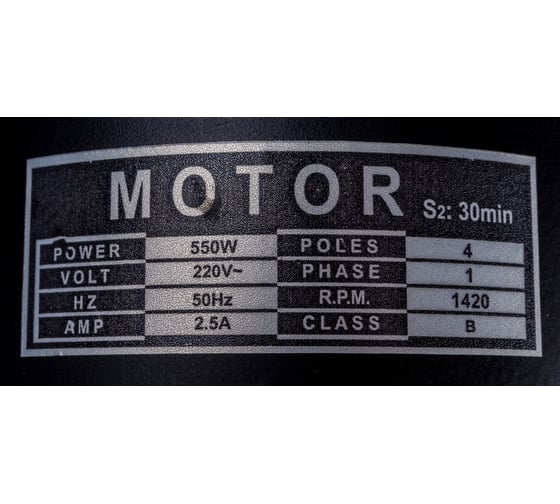 MOTOR S2: 30min
POWER 550W POLES 4
VOLT 220V~ PHASE 1
HZ 50Hz R.P.M. 1420
AMP 2.5A CLASS B